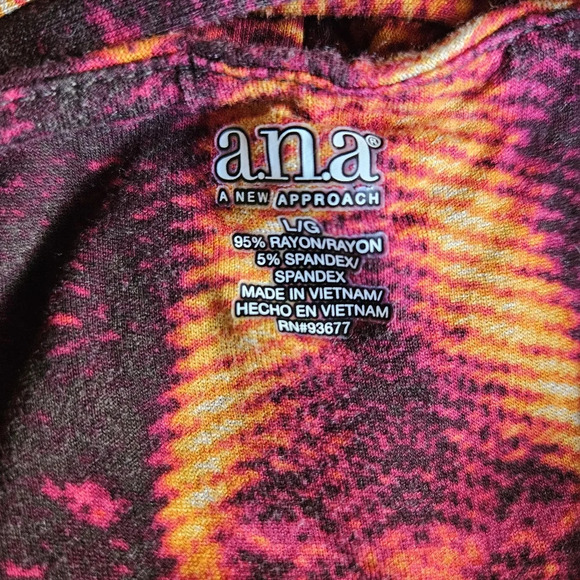 a.n.a®
A NEW APPROACH
L/G
95% RAYON/RAYON
5% SPANDEX/
SPANDEX
MADE IN VIETNAM/
HECHO EN VIETNAM
RN#93677